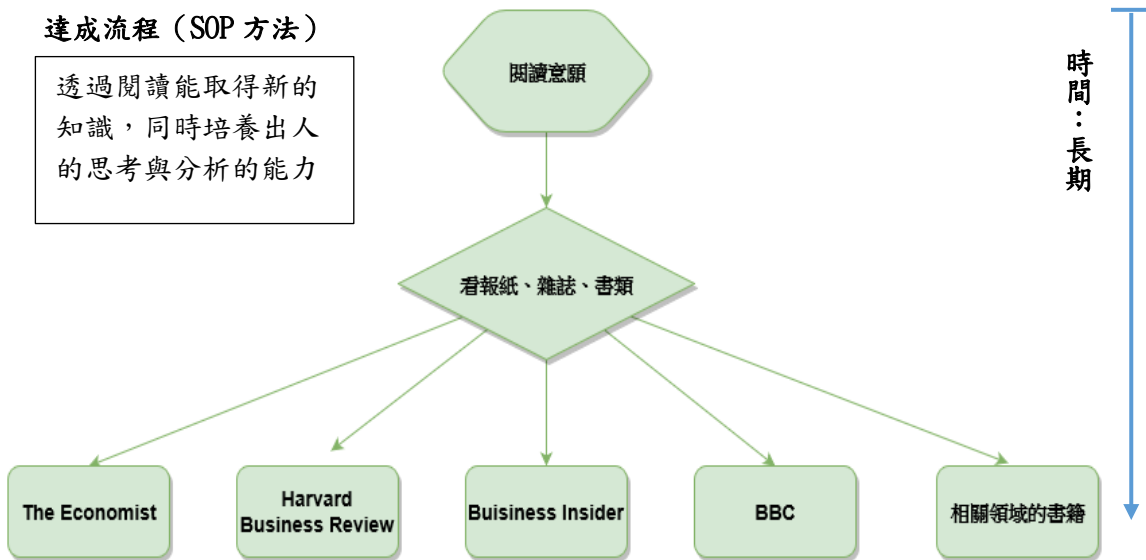 達成流程（SOP 方法）
透過閱讀能取得新的
知識，同時培養出人
的思考與分析的能力
閱讀意願
時間：長期
看報紙、雜誌、書類
The Economist
Harvard
Business Review
Buisiness Insider
BBC
相關領域的書籍